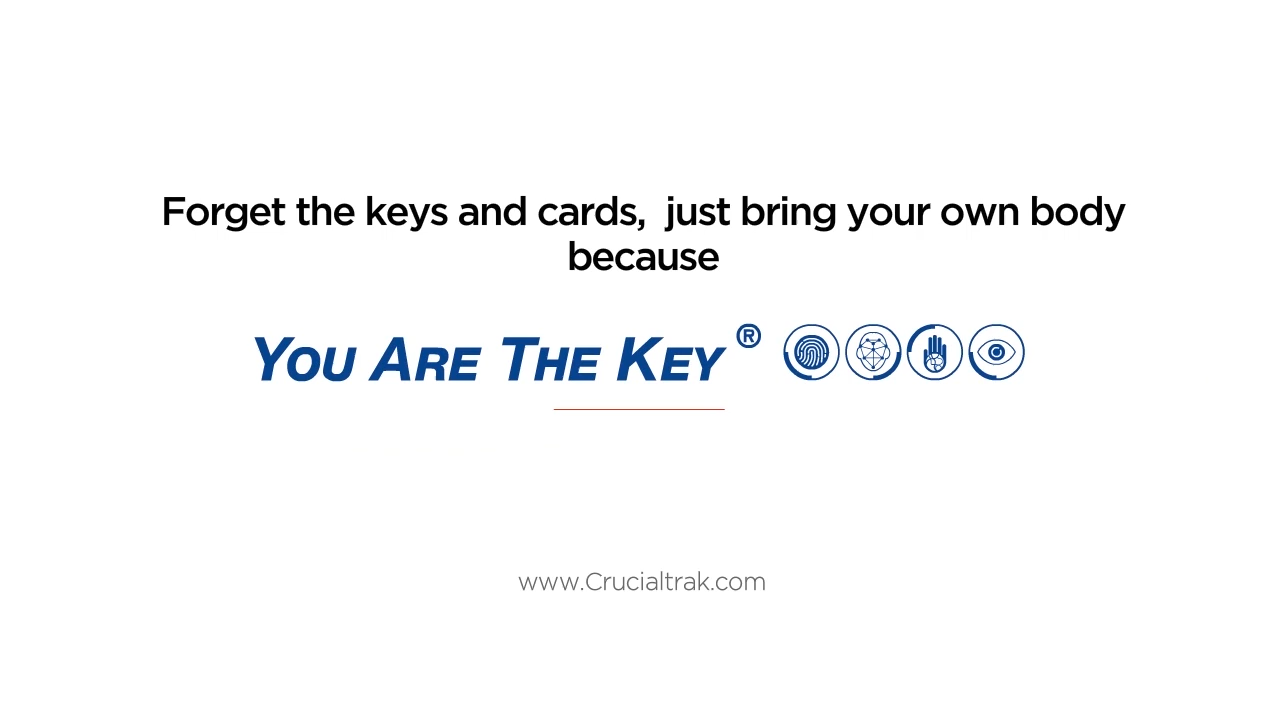 Forget the keys and cards,  just bring your own body
because
You Are The Key ®
www.Crucialtrak.com